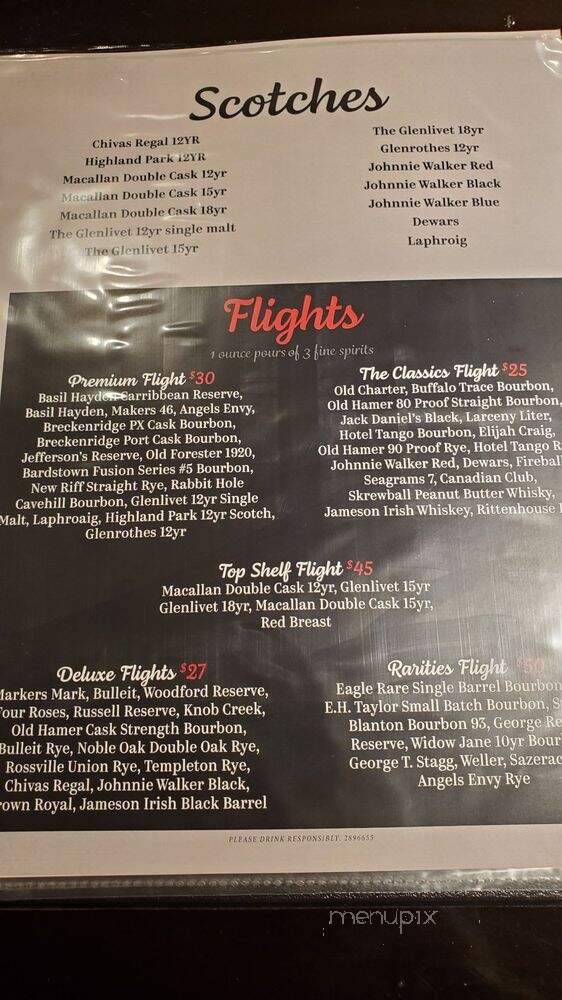 Scotches
Chivas Regal 12YR
Highland Park 12YR
Macallan Double Cask 12yr
Macallan Double Cask 15yr
Macallan Double Cask 18yr
The Glenlivet 12yr single malt
The Glenlivet 15yr
The Glenlivet 18yr
Glenrothes 12yr
Johnnie Walker Red
Johnnie Walker Black
Johnnie Walker Blue
Dewars
Laphroig
Flights
1 ounce pours of 3 fine spirits
Premium Flight $30
Basil Hayden Carribbean Reserve,
Basil Hayden, Makers 46, Angels Envy,
Breckenridge PX Cask Bourbon,
Breckenridge Port Cask Bourbon,
Jefferson's Reserve, Old Forester 1920,
Bardstown Fusion Series #5 Bourbon,
New Riff Straight Rye, Rabbit Hole
Cavehill Bourbon, Glenlivet 12yr Single
Malt, Laphroaig, Highland Park 12yr Scotch,
Glenrothes 12yr
The Classics Flight $25
Old Charter, Buffalo Trace Bourbon,
Old Hamer 80 Proof Straight Bourbon,
Jack Daniel's Black, Larceny Liter,
Hotel Tango Bourbon, Elijah Craig,
Old Hamer 90 Proof Rye, Hotel Tango R
Johnnie Walker Red, Dewars, Firebal
Seagrams 7, Canadian Club,
Skrewball Peanut Butter Whisky,
Jameson Irish Whiskey, Rittenhouse
Top Shelf Flight $45
Macallan Double Cask 12yr, Glenlivet 15yr
Glenlivet 18yr, Macallan Double Cask 15yr,
Red Breast
Deluxe Flights $27
Markers Mark, Bulleit, Woodford Reserve,
Four Roses, Russell Reserve, Knob Creek,
Old Hamer Cask Strength Bourbon,
Bulleit Rye, Noble Oak Double Oak Rye,
Rossville Union Rye, Templeton Rye,
Chivas Regal, Johnnie Walker Black,
rown Royal, Jameson Irish Black Barrel
Rarities Flight $50
Eagle Rare Single Barrel Bourbon
E.H. Taylor Small Batch Bourbon, S
Blanton Bourbon 93, George Re
Reserve, Widow Jane 10yr Bour
George T. Stagg, Weller, Sazerac
Angels Envy Rye
PLEASE DRINK RESPONSIBLY. 2896655
menupix